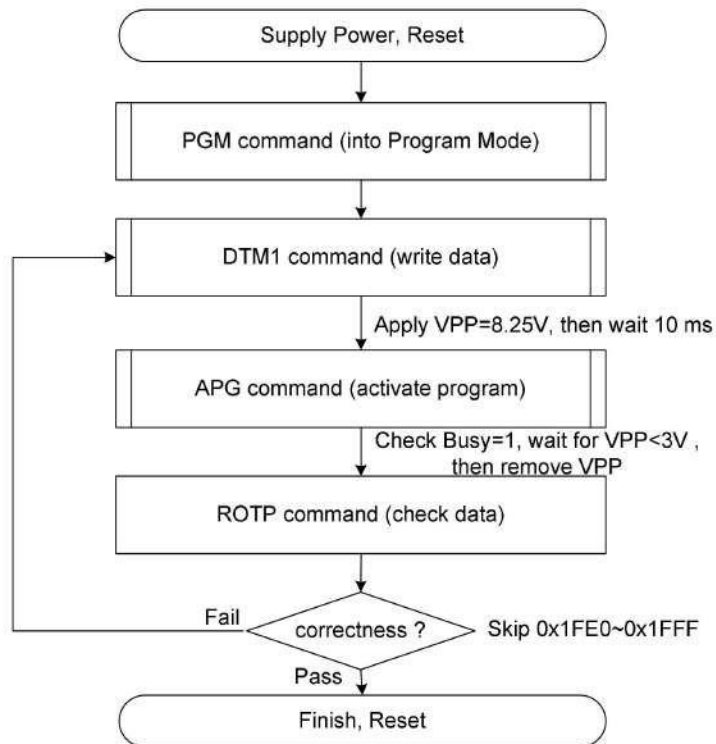 Supply Power, Reset
PGM command (into Program Mode)
DTM1 command (write data)
Apply VPP=8.25V, then wait 10 ms
APG command (activate program)
Check Busy=1, wait for VPP<3V ,
then remove VPP
ROTP command (check data)
Fail
correctness ?
Skip 0x1FE0~0x1FFF
Pass
Finish, Reset